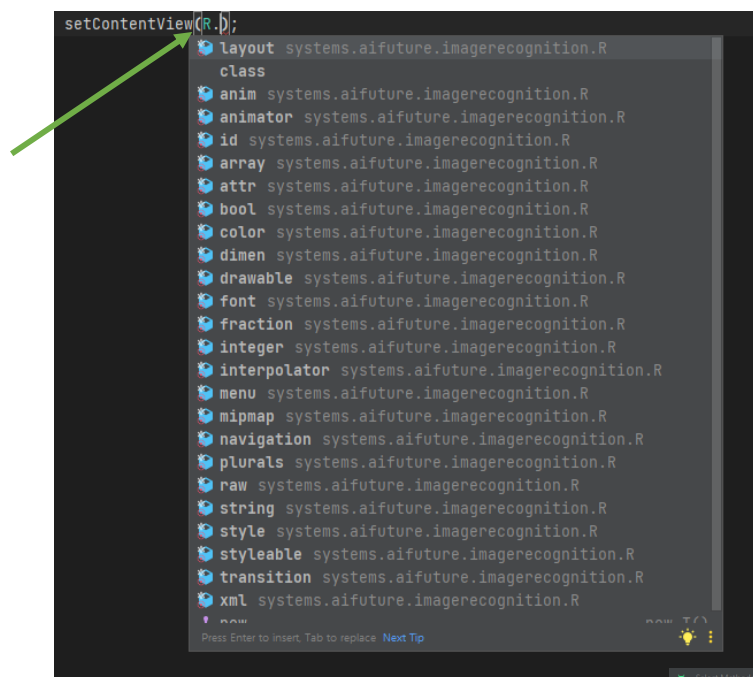 setContentView(R.);
layout systems.aifuture.imagerecognition.R
class
anim systems.aifuture.imagerecognition.R
animator systems.aifuture.imagerecognition.R
id systems.aifuture.imagerecognition.R
array systems.aifuture.imagerecognition.R
attr systems.aifuture.imagerecognition.R
bool systems.aifuture.imagerecognition.R
color systems.aifuture.imagerecognition.R
dimen systems.aifuture.imagerecognition.R
drawable systems.aifuture.imagerecognition.R
font systems.aifuture.imagerecognition.R
fraction systems.aifuture.imagerecognition.R
integer systems.aifuture.imagerecognition.R
interpolator systems.aifuture.imagerecognition.R
menu systems.aifuture.imagerecognition.R
mipmap systems.aifuture.imagerecognition.R
navigation systems.aifuture.imagerecognition.R
plurals systems.aifuture.imagerecognition.R
raw systems.aifuture.imagerecognition.R
string systems.aifuture.imagerecognition.R
style systems.aifuture.imagerecognition.R
styleable systems.aifuture.imagerecognition.R
transition systems.aifuture.imagerecognition.R
xml systems.aifuture.imagerecognition.R
new new T()
Press Enter to insert, Tab to replace Next Tip